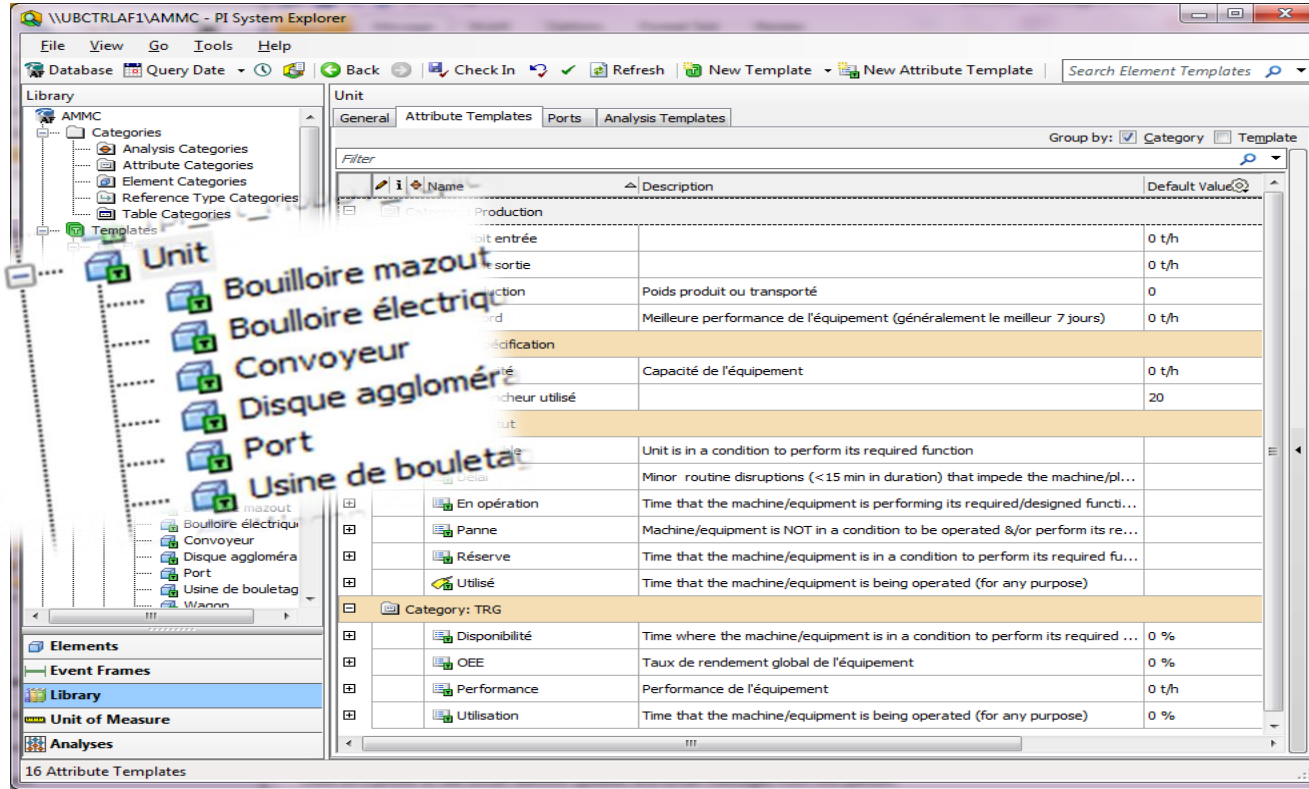 \\UBCTRLAF1\AMMC - PI System Explorer
File View Go Tools Help
Database Query Date Back Check In Refresh New Template New Attribute Template Search Element Templates
Library
AMMC
Categories
Analysis Categories
Attribute Categories
Element Categories
Reference Type Categories
Table Categories
Templates
Unit
Bouilloire mazout
Boulloire électriqu
Convoyeur
Disque aggloméra
Port
Usine de bouletag
mazout
Boulloire électrique
Convoyeur
Disque aggloméra
Port
Usine de bouletag
Wagon
Elements
Event Frames
Library
Unit of Measure
Analyses
Unit
General Attribute Templates Ports Analysis Templates
Group by: Category Template
Filter
Name Description Default Value
Production
entrée 0 t/h
sortie 0 t/h
Poids produit ou transporté 0
Meilleure performance de l'équipement (généralement le meilleur 7 jours) 0 t/h
Capacité de l'équipement 0 t/h
utilisé 20
Unit is in a condition to perform its required function
Délai Minor routine disruptions (<15 min in duration) that impede the machine/pl...
En opération Time that the machine/equipment is performing its required/designed functi...
Panne Machine/equipment is NOT in a condition to be operated &/or perform its re...
Réserve Time that the machine/equipment is in a condition to perform its required fu...
Utilisé Time that the machine/equipment is being operated (for any purpose)
Category: TRG
Disponibilité Time where the machine/equipment is in a condition to perform its required ... 0 %
OEE Taux de rendement global de l'équipement 0 %
Performance Performance de l'équipement 0 t/h
Utilisation Time that the machine/equipment is being operated (for any purpose) 0 %
16 Attribute Templates